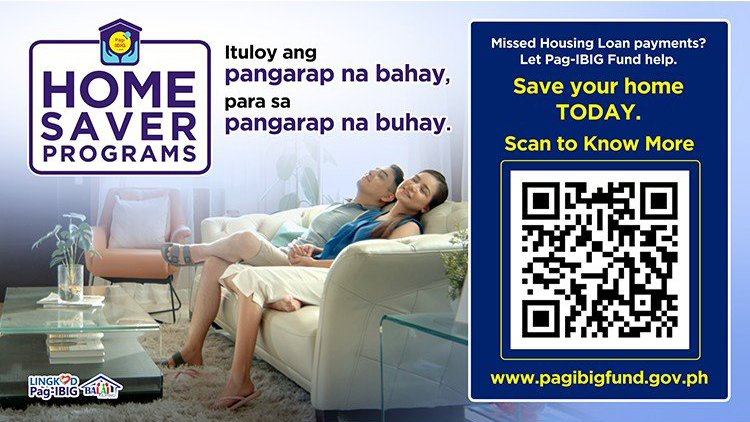 Pag-IBIG
HOME
SAVER
PROGRAMS
Ituloy ang
pangarap na bahay,
para sa
pangarap na buhay.
Missed Housing Loan payments?
Let Pag-IBIG Fund help.
Save your home
TODAY.
Scan to Know More
www.pagibigfund.gov.ph
LINGKOD
Pag-IBIG
BALAI